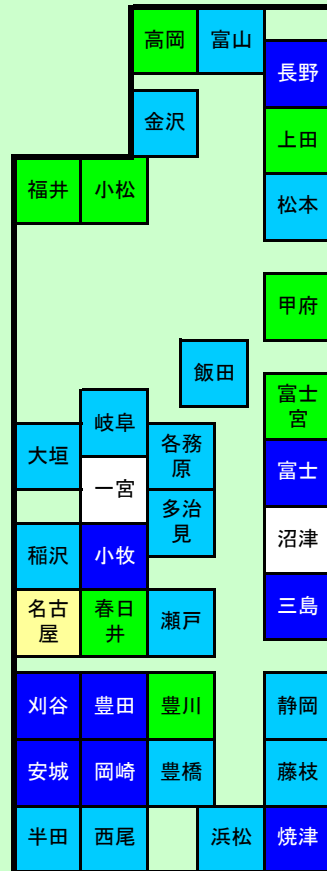 高岡 富山
長野
金沢
上田
福井 小松
松本
甲府
飯田
富士
宮
岐阜
大垣
各務
原
富士
一宮
多治
見
沼津
稲沢 小牧
名古
屋
春日
井
瀬戸
三島
刈谷 豊田 豊川 静岡
安城 岡崎 豊橋 藤枝
半田 西尾 浜松 焼津